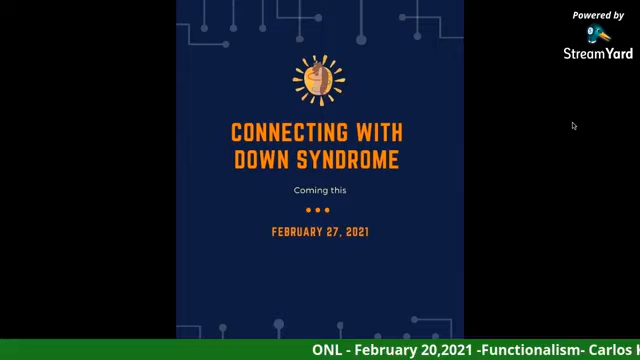 Powered by
StreamYard
CONNECTING WITH
DOWN SYNDROME
Coming this
FEBRUARY 27, 2021
ONL - February 20,2021 -Functionalism- Carlos